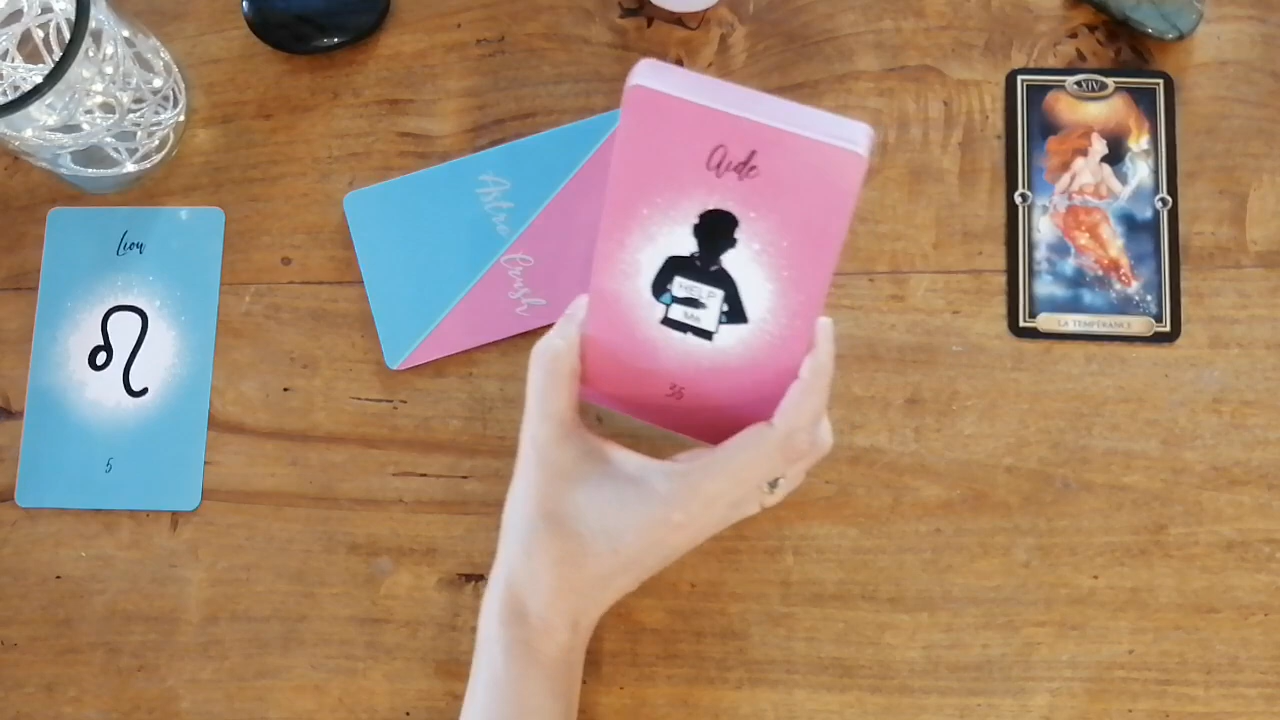 Lion
5
Astro
Crush
Aide
HELP
Me
35
XIV
LA TEMPÉRANCE